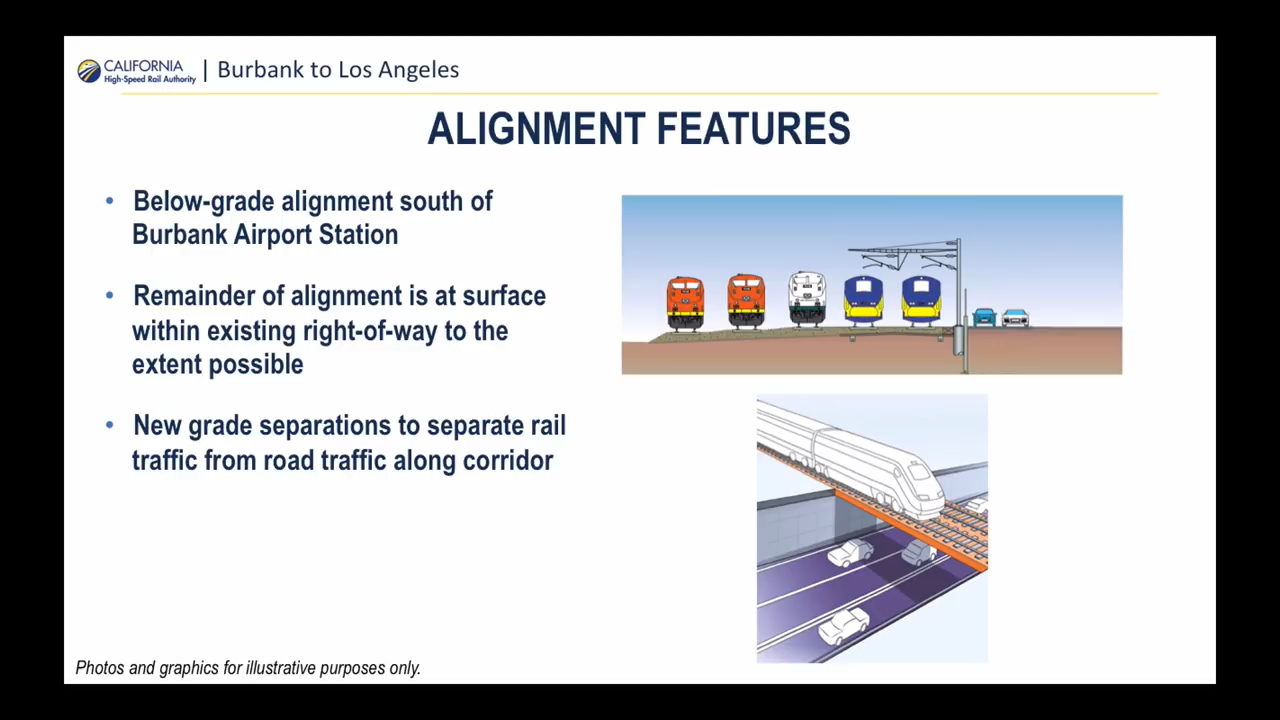 CALIFORNIA
High-Speed Rail Authority
| Burbank to Los Angeles
ALIGNMENT FEATURES
• Below-grade alignment south of
Burbank Airport Station
• Remainder of alignment is at surface
within existing right-of-way to the
extent possible
• New grade separations to separate rail
traffic from road traffic along corridor
Photos and graphics for illustrative purposes only.